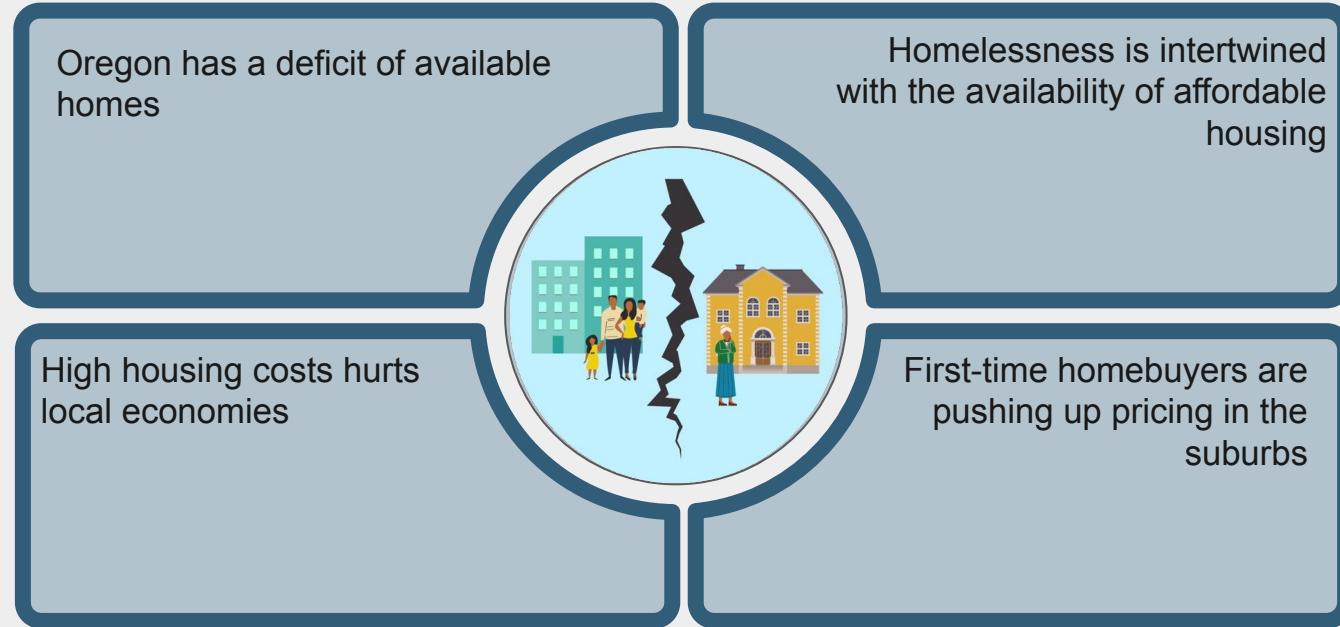 Oregon has a deficit of available
homes
Homelessness is intertwined
with the availability of affordable
housing
High housing costs hurts
local economies
First-time homebuyers are
pushing up pricing in the
suburbs